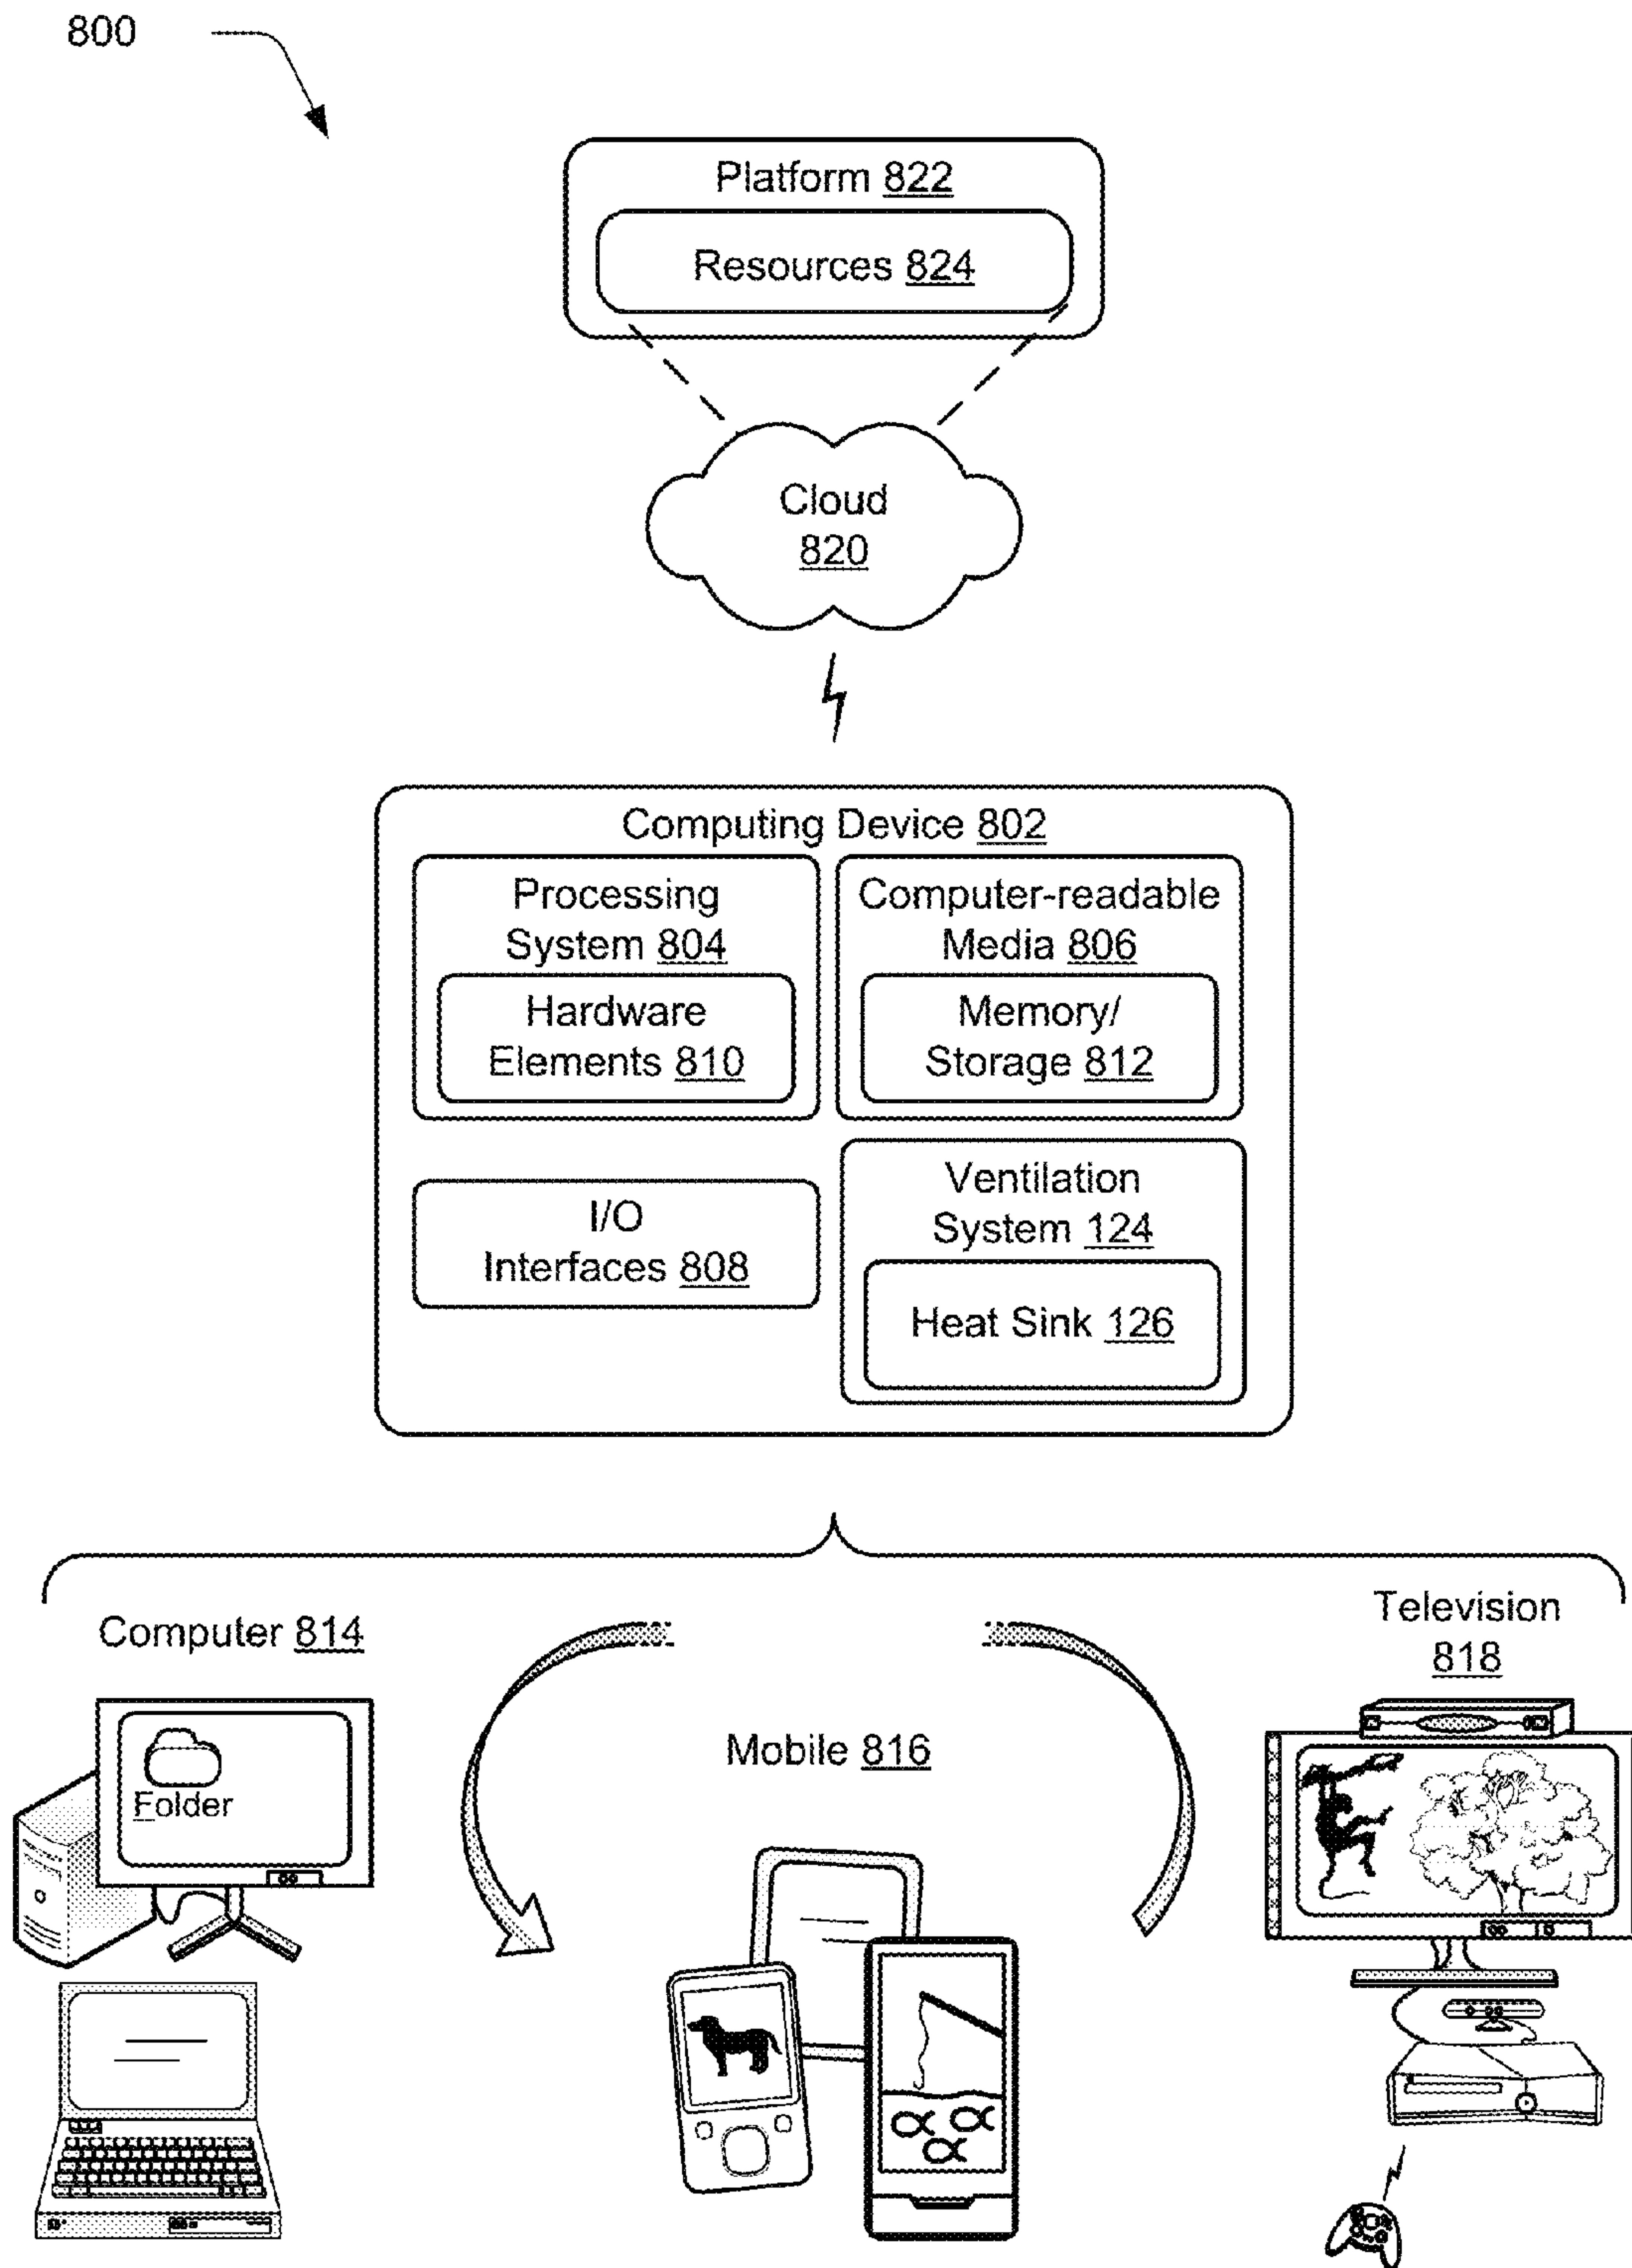 800
Platform 822
Resources 824
Cloud
820
Computing Device 802
Processing
System 804
Hardware
Elements 810
Computer-readable
Media 806
Memory/
Storage 812
I/O
Interfaces 808
Ventilation
System 124
Heat Sink 126
Computer 814
Folder
Mobile 816
Television
818